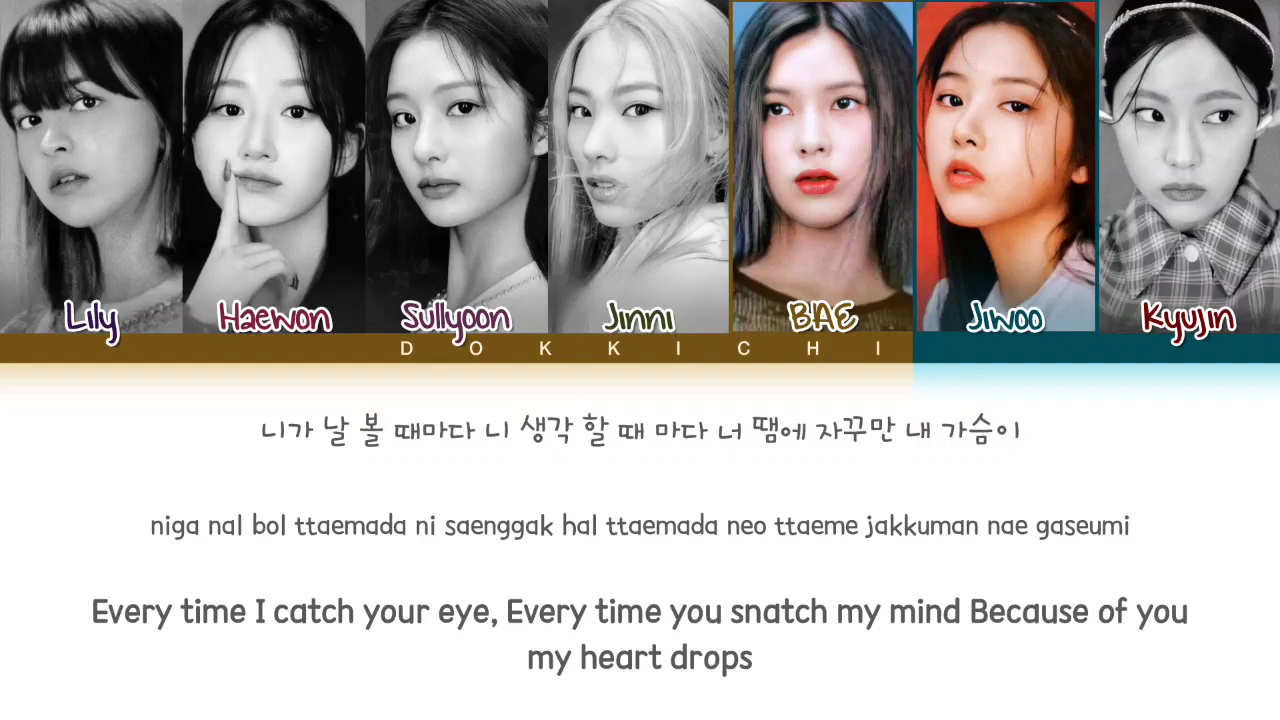 Lily Haewon Sullyoon Jinni BAE Jiwoo Kyujin
DOKKICHI
니가 날 볼 때마다 니 생각 할 때 마다 너 땜에 자꾸만 내 가슴이
niga nal bol ttaemada ni saenggak hal ttaemada neo ttaeme jakkuman nae gaseumi
Every time I catch your eye, Every time you snatch my mind Because of you
my heart drops